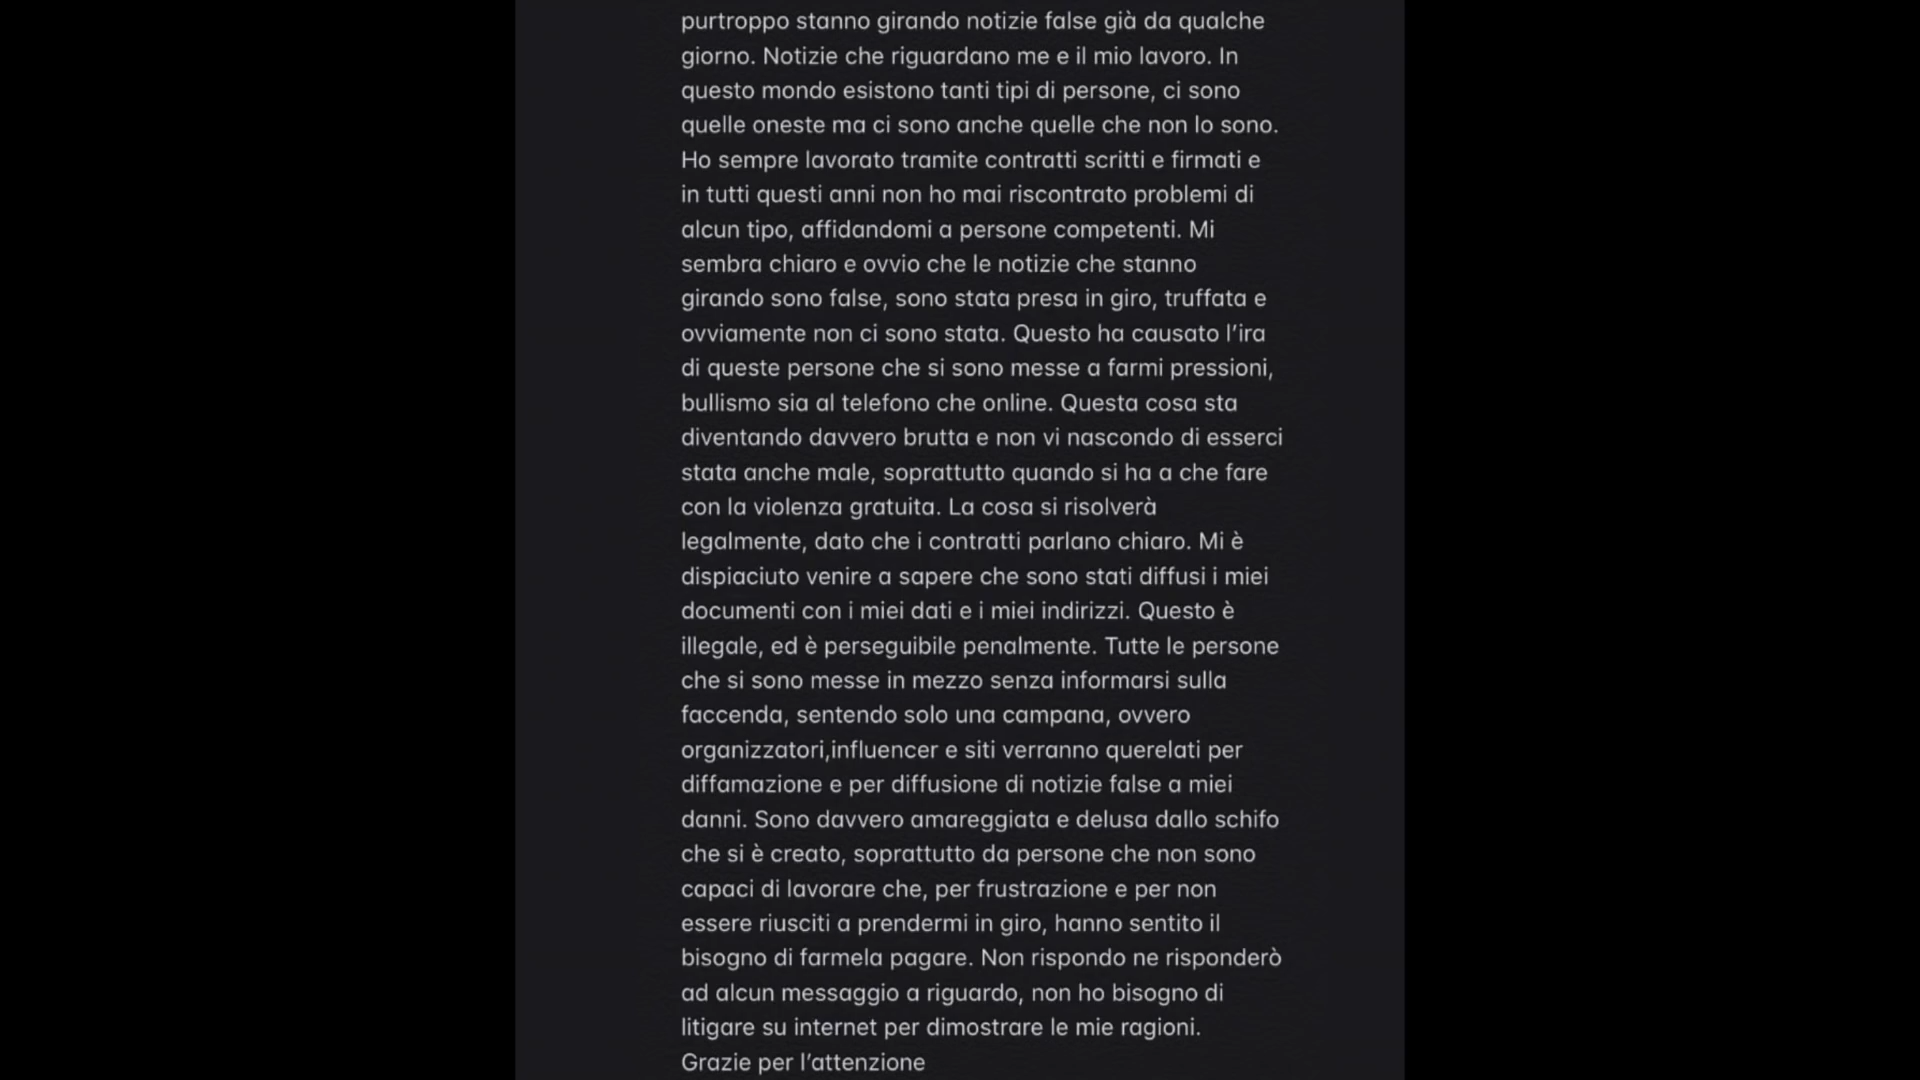 purtroppo stanno girando notizie false già da qualche
giorno. Notizie che riguardano me e il mio lavoro. In
questo mondo esistono tanti tipi di persone, ci sono
quelle oneste ma ci sono anche quelle che non lo sono.
Ho sempre lavorato tramite contratti scritti e firmati e
in tutti questi anni non ho mai riscontrato problemi di
alcun tipo, affidandomi a persone competenti. Mi
sembra chiaro e ovvio che le notizie che stanno
girando sono false, sono stata presa in giro, truffata e
ovviamente non ci sono stata. Questo ha causato l’ira
di queste persone che si sono messe a farmi pressioni,
bullismo sia al telefono che online. Questa cosa sta
diventando davvero brutta e non vi nascondo di esserci
stata anche male, soprattutto quando si ha a che fare
con la violenza gratuita. La cosa si risolverà
legalmente, dato che i contratti parlano chiaro. Mi è
dispiaciuto venire a sapere che sono stati diffusi i miei
documenti con i miei dati e i miei indirizzi. Questo è
illegale, ed è perseguibile penalmente. Tutte le persone
che si sono messe in mezzo senza informarsi sulla
faccenda, sentendo solo una campana, ovvero
organizzatori,influencer e siti verranno querelati per
diffamazione e per diffusione di notizie false a miei
danni. Sono davvero amareggiata e delusa dallo schifo
che si è creato, soprattutto da persone che non sono
capaci di lavorare che, per frustrazione e per non
essere riusciti a prendermi in giro, hanno sentito il
bisogno di farmela pagare. Non rispondo ne risponderò
ad alcun messaggio a riguardo, non ho bisogno di
litigare su internet per dimostrare le mie ragioni.
Grazie per l’attenzione